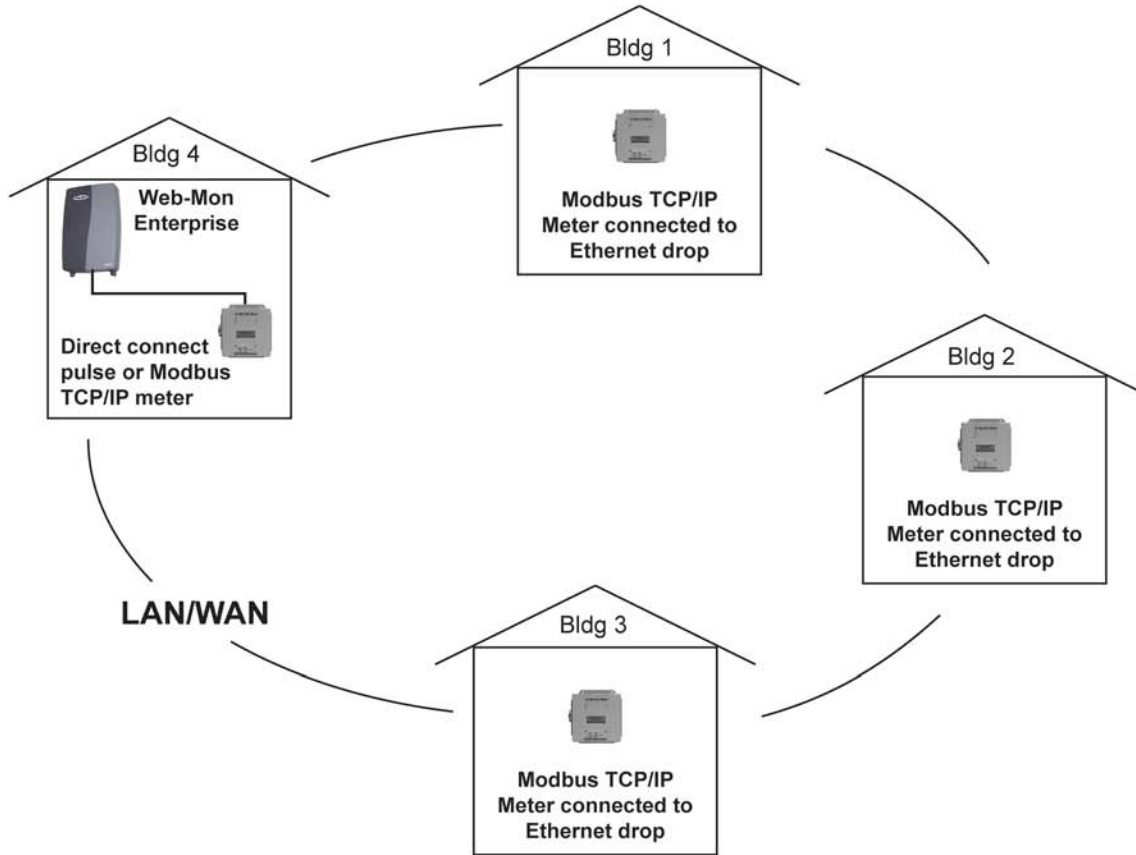 Bldg 1
Modbus TCP/IP
Meter connected to
Ethernet drop
Bldg 4
Web-Mon
Enterprise
Direct connect
pulse or Modbus
TCP/IP meter
Bldg 2
Modbus TCP/IP
Meter connected to
Ethernet drop
LAN/WAN
Bldg 3
Modbus TCP/IP
Meter connected to
Ethernet drop